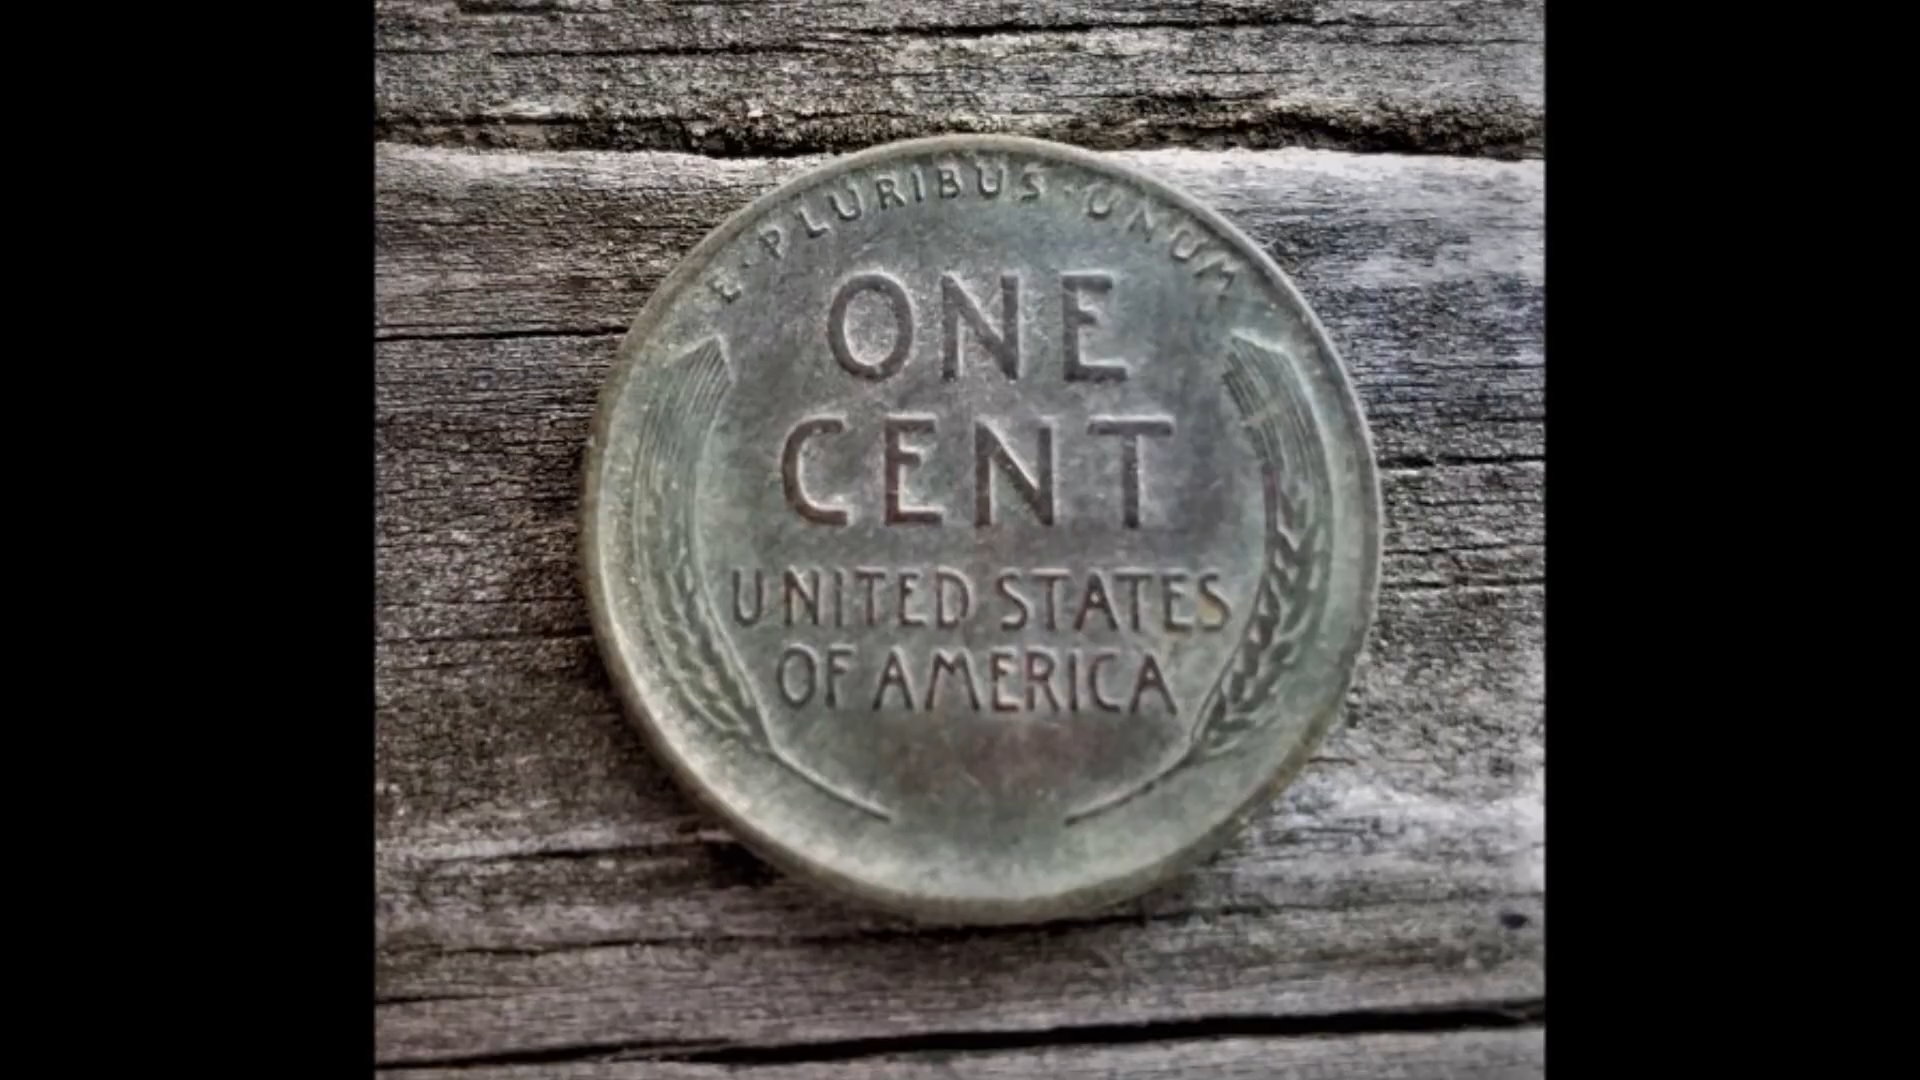 E·PLURIBUS·UNUM
ONE
CENT
UNITED STATES
OF AMERICA